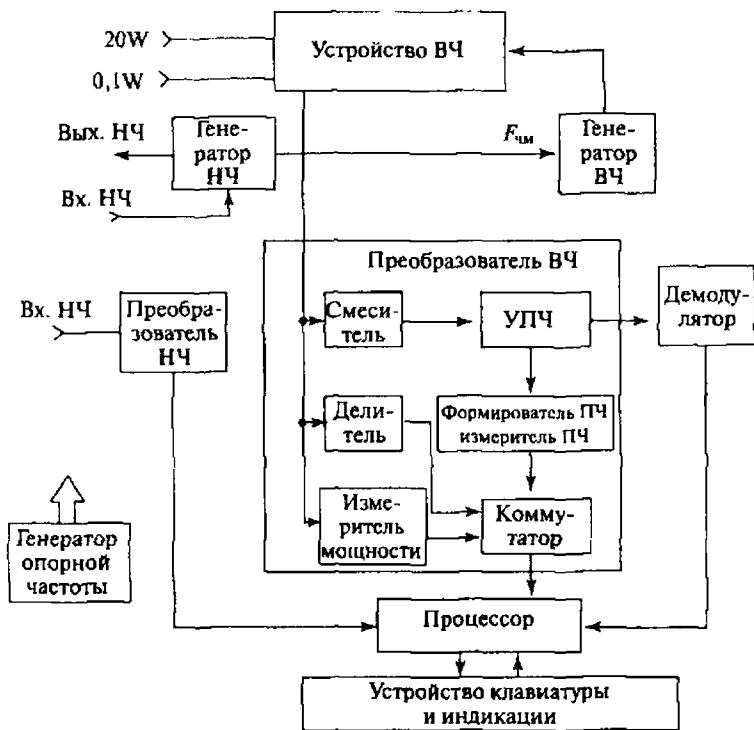 20W
Устройство ВЧ
0,1W
Вых. НЧ
Гене-
ратор
НЧ
Fчм
Гене-
ратор
ВЧ
Вх. НЧ
Преобразователь ВЧ
Вх. НЧ
Преобра-
зователь
НЧ
Смеси-
тель
УПЧ
Демоду-
лятор
Дели-
тель
Формирователь ПЧ
измеритель ПЧ
Генератор
опорной
частоты
Изме-
ритель
мощности
Комму-
татор
Процессор
Устройство клавиатуры
и индикации